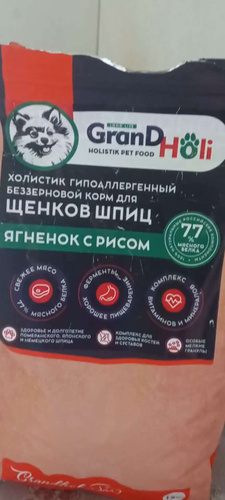 GranD Holi
HOLISTIK PET FOOD
ХОЛИСТИК ГИПОАЛЛЕРГЕННЫЙ
БЕЗЗЕРНОВОЙ КОРМ ДЛЯ
ЩЕНКОВ ШПИЦ
ЯГНЕНОК С РИСОМ
77%
МЯСНОГО БЕЛКА
СВЕЖЕЕ МЯСО
77% МЯСНОГО БЕЛКА
ФЕРМЕНТЫ
ХОРОШЕЕ ПИЩЕВАРЕНИЕ
КОМПЛЕКС
ВИТАМИНОВ И МИНЕРАЛОВ
ЗДОРОВЬЕ И ДОЛГОЛЕТИЕ
ПОМЕРАНСКОГО, ЯПОНСКОГО
И НЕМЕЦКОГО ШПИЦА
КОМПЛЕКС ДЛЯ
ЗДОРОВЬЯ КОСТЕЙ
И СУСТАВОВ
ОСОБЫЕ
МЕЛКИЕ
ГРАНУЛЫ